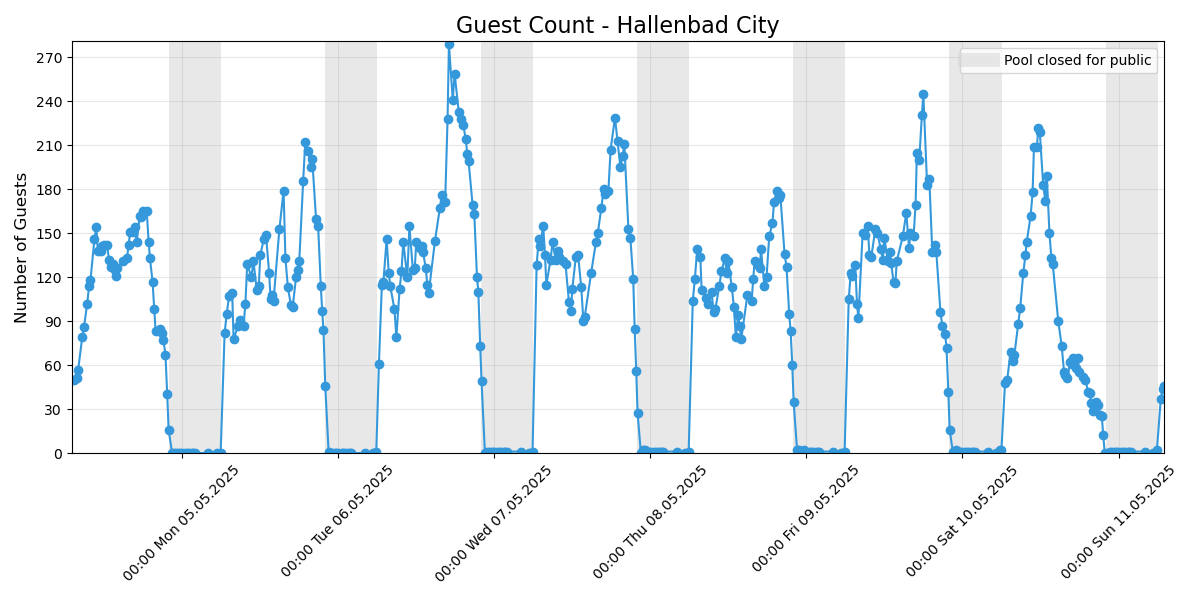 Guest Count - Hallenbad City
Pool closed for public
Number of Guests
270
240
210
180
150
120
90
60
30
0
00:00 Mon 05.05.2025
00:00 Tue 06.05.2025
00:00 Wed 07.05.2025
00:00 Thu 08.05.2025
00:00 Fri 09.05.2025
00:00 Sat 10.05.2025
00:00 Sun 11.05.2025